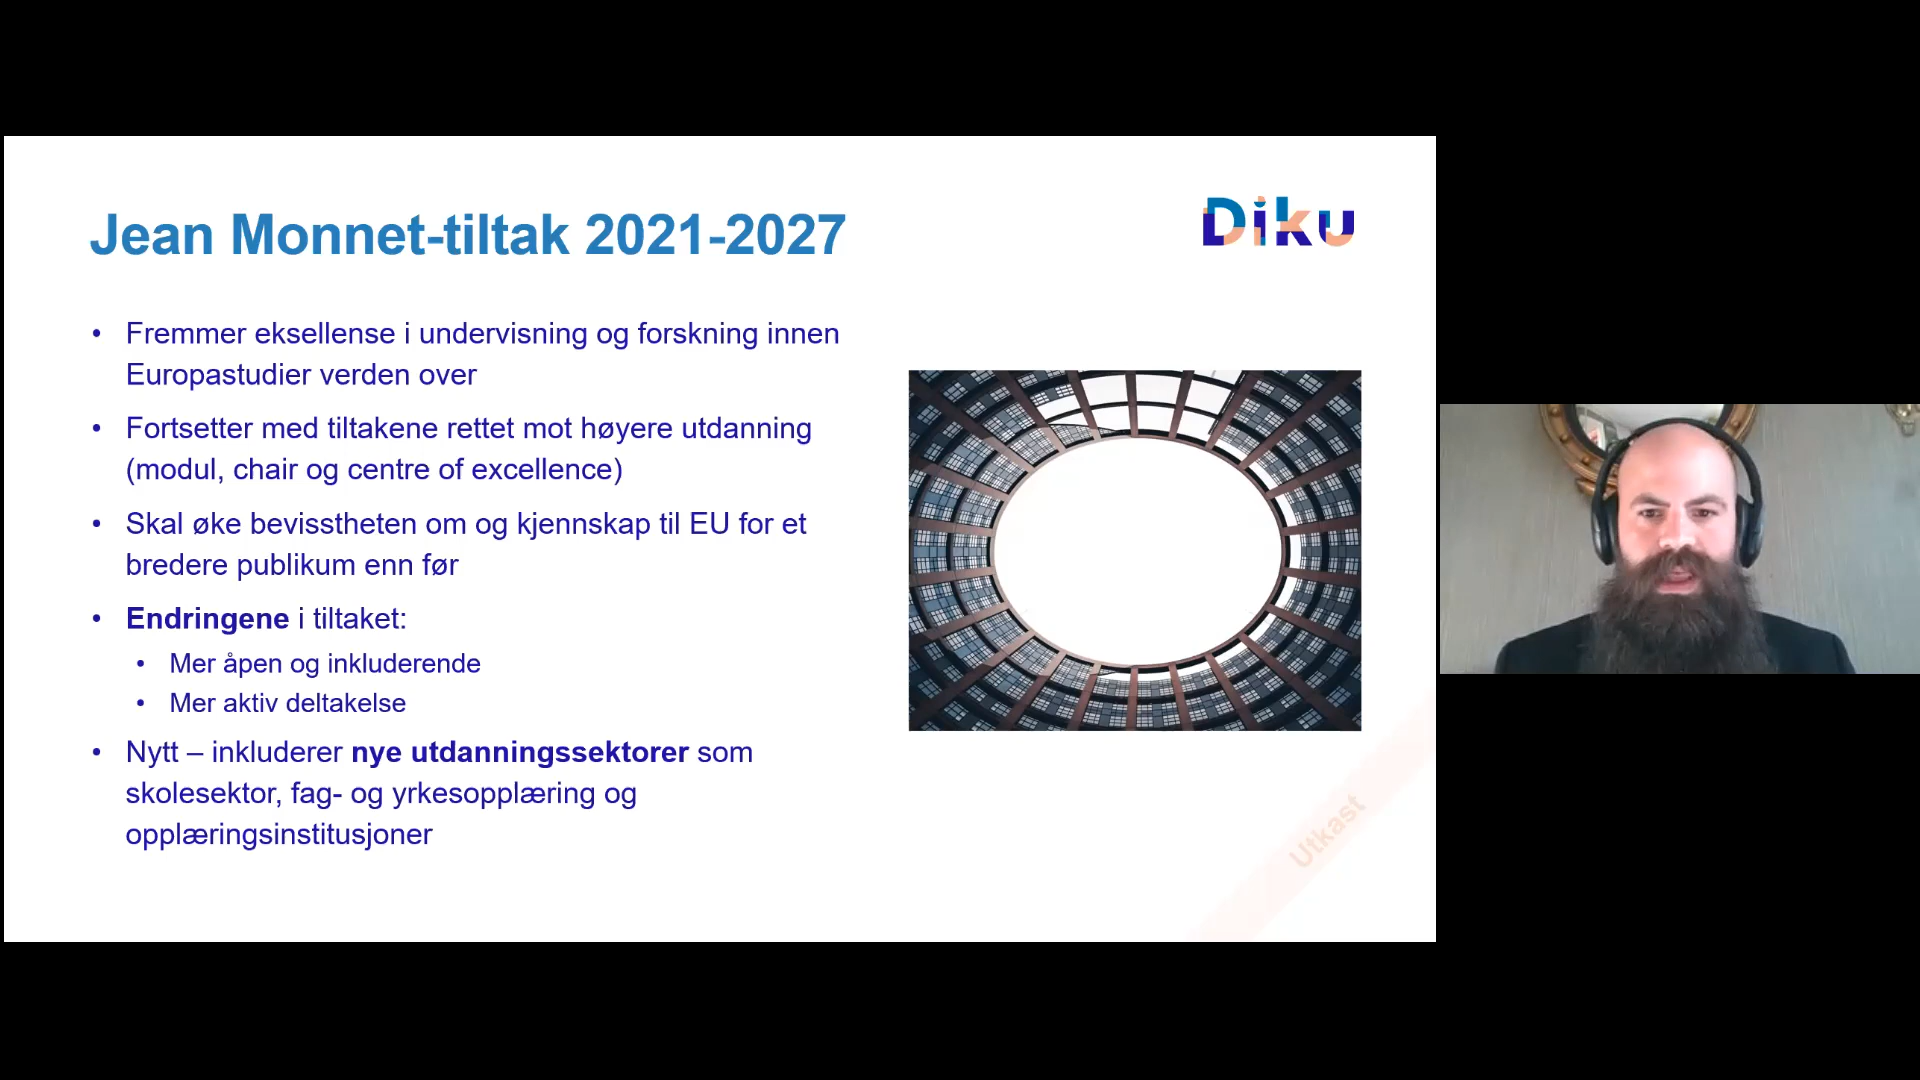 Jean Monnet-tiltak 2021-2027
Diku
• Fremmer eksellense i undervisning og forskning innen
Europastudier verden over
• Fortsetter med tiltakene rettet mot høyere utdanning
(modul, chair og centre of excellence)
• Skal øke bevisstheten om og kjennskap til EU for et
bredere publikum enn før
• Endringene i tiltaket:
• Mer åpen og inkluderende
• Mer aktiv deltakelse
• Nytt – inkluderer nye utdanningssektorer som
skolesektor, fag- og yrkesopplæring og
opplæringsinstitusjoner
Utkast